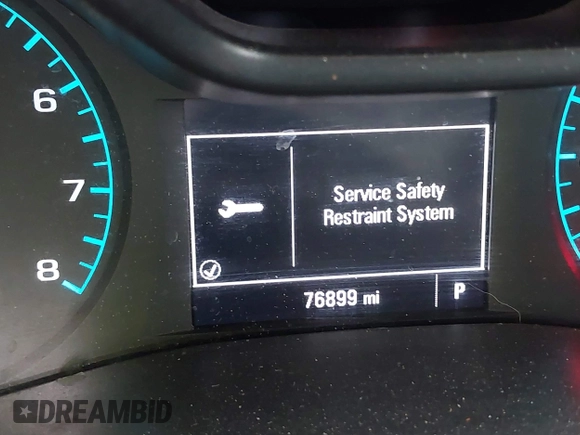 6
7
8
Service Safety
Restraint System
76899 mi
P
DREAMBID